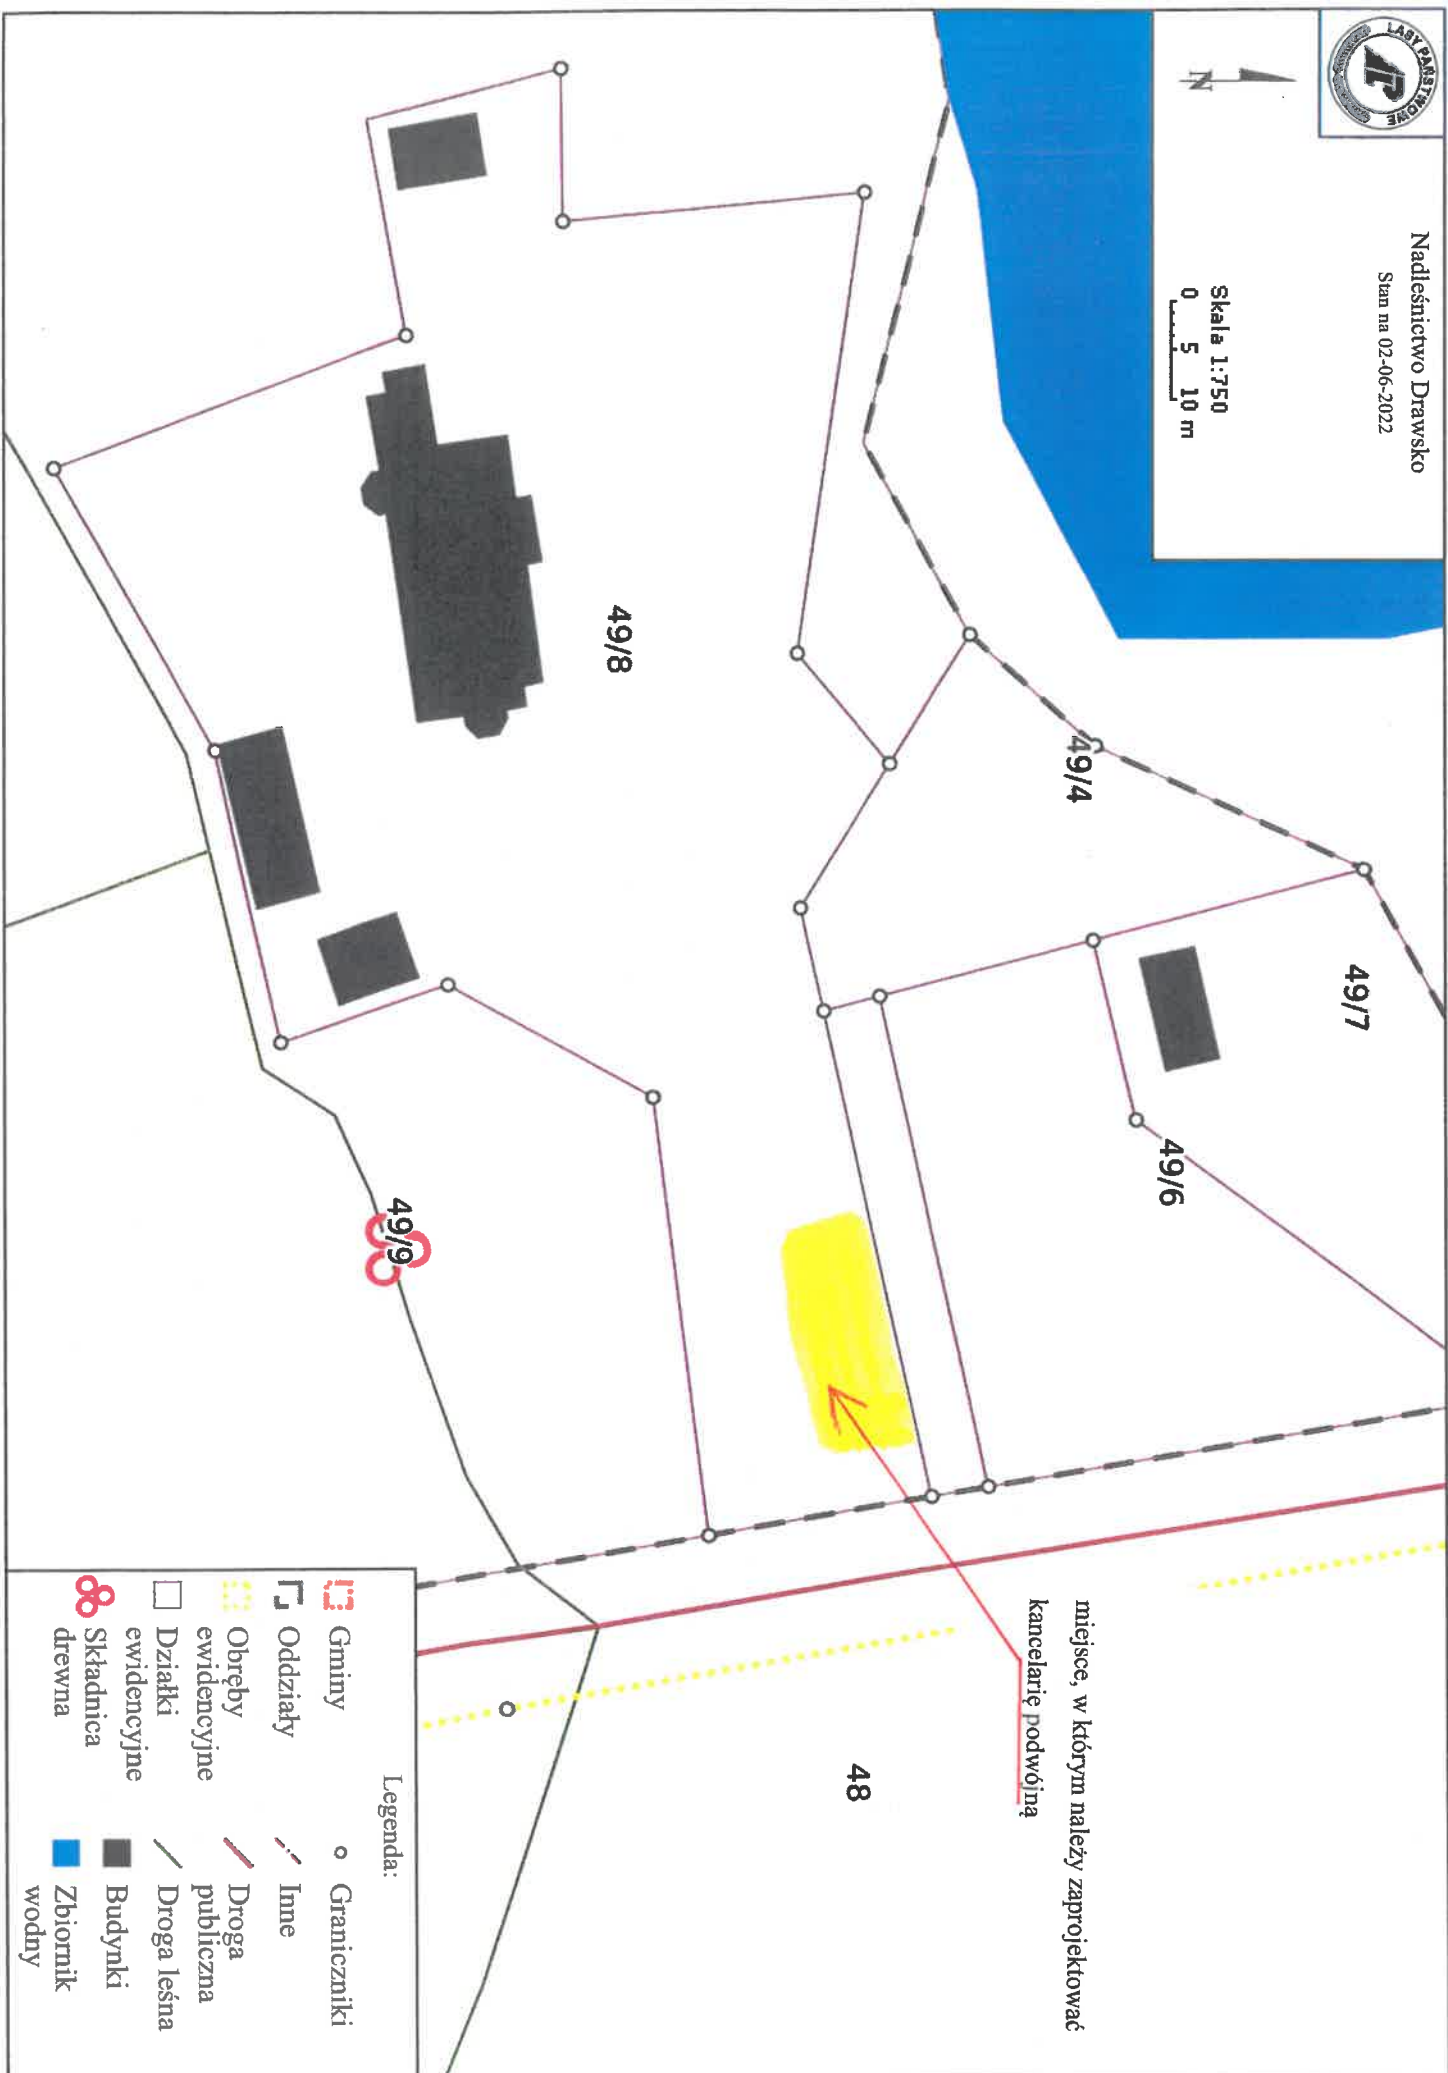 LASY PAŃSTWOWE
N
Nadleśnictwo Drawsko
Stan na 02-06-2022
Skala 1:750
0 5 10 m
49/4
49/7
49/6
49/8
49/9
48
miejsce, w którym należy zaprojektować
kancelarię podwójną
Legenda:
Gminy
Oddziały
Obręby
ewidencyjne
Działki
ewidencyjne
Składnica
drewna
Graniczniki
Inne
Droga
publiczna
Droga leśna
Budynki
Zbiornik
wodny